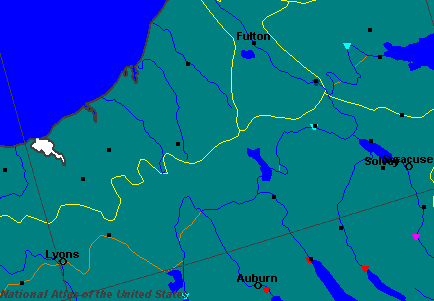 Fulton
Solvay
Syracuse
Lyons
Auburn
National Atlas of the United States